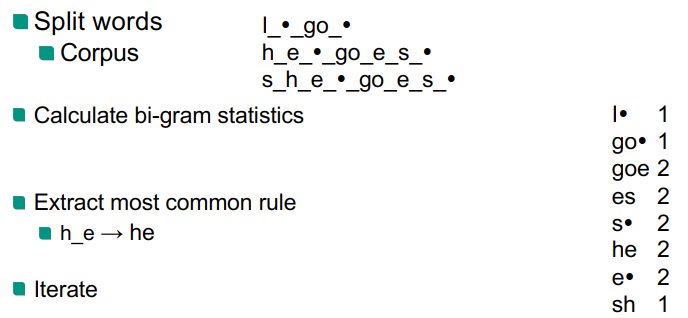 Split words
Corpus
I_•_go_•
h_e_•_go_e_s_•
s_h_e_•_go_e_s_•
Calculate bi-gram statistics
I• 1
go• 1
goe 2
es 2
s• 2
he 2
e• 2
sh 1
Extract most common rule
h_e → he
Iterate